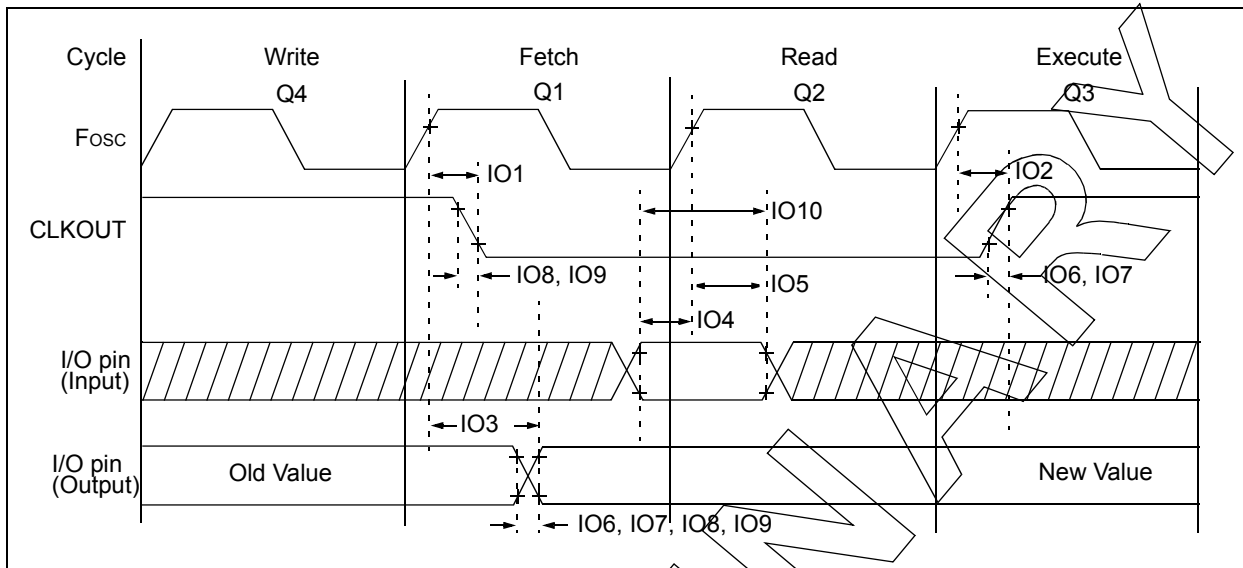 Cycle Write Fetch Read Execute
Q4 Q1 Q2 Q3
Fosc
IO1 IO2
CLKOUT IO10
IO8, IO9 IO6, IO7
IO5
IO4
I/O pin
(Input)
IO3
I/O pin
(Output)
Old Value New Value
IO6, IO7, IO8, IO9